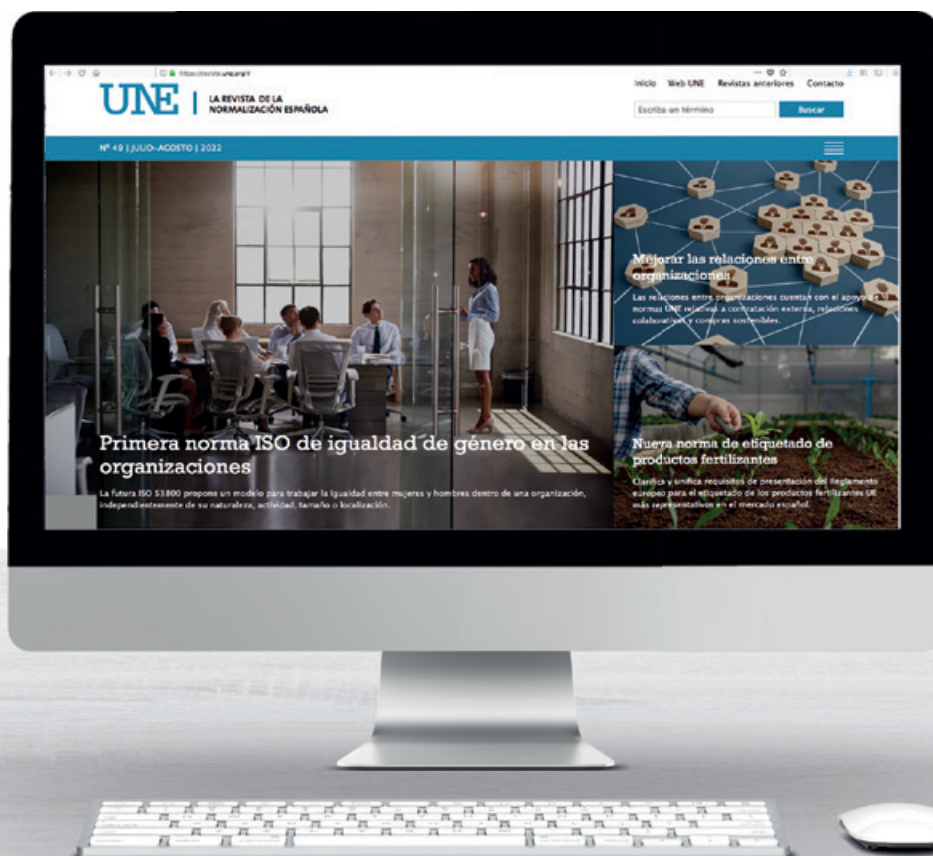 https://revista.une.org/
Inicio Web UNE Revistas anteriores Contacto
UNE
LA REVISTA DE LA
NORMALIZACIÓN ESPAÑOLA
Escriba un término
Buscar
Nº 49 | JULIO-AGOSTO | 2022
Primera norma ISO de igualdad de género en las
organizaciones
La futura ISO 53800 propone un modelo para trabajar la igualdad entre mujeres y hombres dentro de una organización,
independientemente de su naturaleza, actividad, tamaño o localización.
Mejorar las relaciones entre
organizaciones
Las relaciones entre organizaciones cuentan con el apoyo de
normas UNE relativas a contratación externa, relaciones
colaborativas y compras sostenibles.
Nueva norma de etiquetado de
productos fertilizantes
Clarifica y unifica requisitos de presentación del Reglamento
europeo para el etiquetado de los productos fertilizantes UE
más representativos en el mercado español.